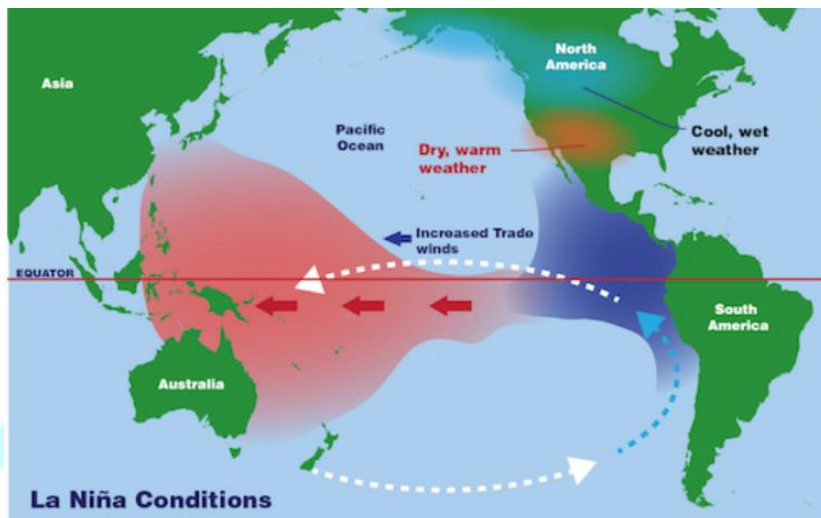 North
America
Asia
Pacific
Ocean
Cool, wet
weather
Dry, warm
weather
Increased Trade
winds
EQUATOR
South
America
Australia
La Niña Conditions